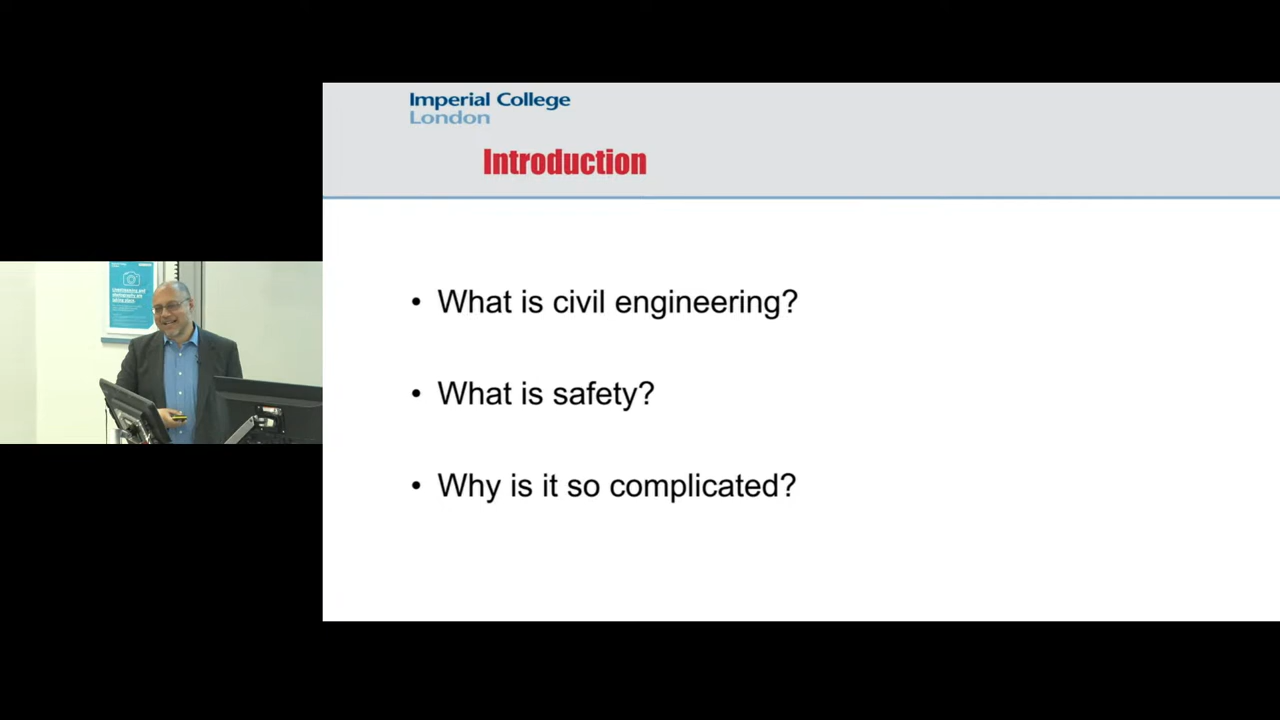 Imperial College
London
Introduction
• What is civil engineering?
• What is safety?
• Why is it so complicated?